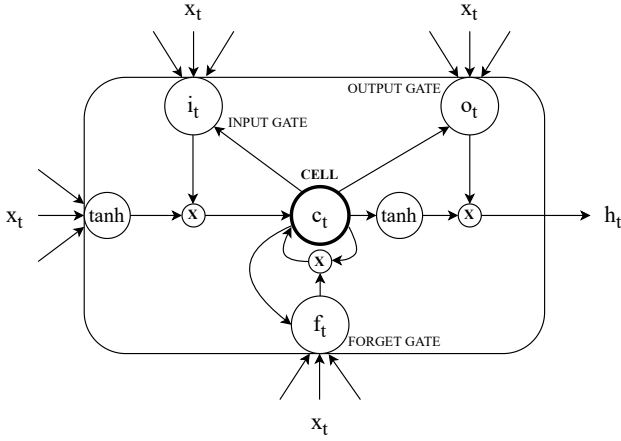 x_t x_t
OUTPUT GATE
i_t o_t
INPUT GATE
CELL
x_t tanh x c_t tanh x h_t
x
f_t
FORGET GATE
x_t